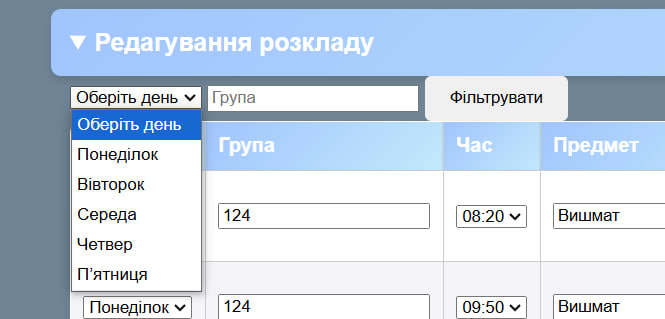 ▼ Редагування розкладу
Оберіть день Група Фільтрувати
Оберіть день
Понеділок
Вівторок
Середа
Четвер
П’ятниця
Група Час Предмет
124 08:20 Вишмат
Понеділок 124 09:50 Вишмат